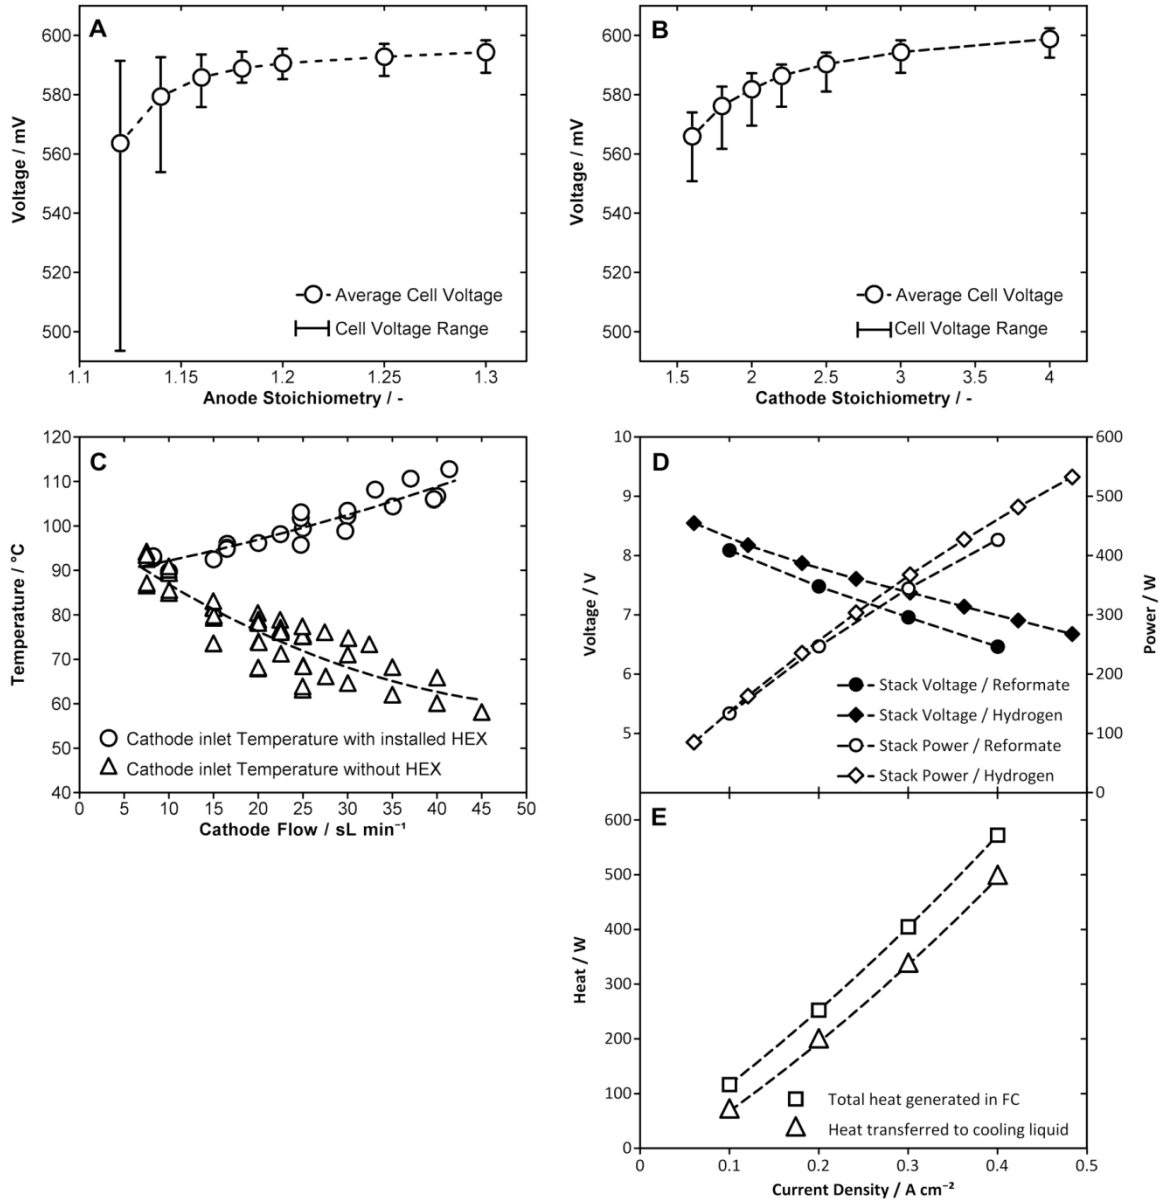 A
600
580
560
540
520
500
Voltage / mV
Average Cell Voltage
Cell Voltage Range
1.1
1.15
1.2
1.25
1.3
Anode Stoichiometry / -
B
600
580
560
540
520
500
Voltage / mV
Average Cell Voltage
Cell Voltage Range
1.5
2
2.5
3
3.5
4
Cathode Stoichiometry / -
C
120
110
100
90
80
70
60
50
40
Temperature / °C
Cathode inlet Temperature with installed HEX
Cathode inlet Temperature without HEX
0
5
10
15
20
25
30
35
40
45
50
Cathode Flow / sL min⁻¹
D
10
9
8
7
6
5
Voltage / V
600
500
400
300
200
100
0
Power / W
Stack Voltage / Reformate
Stack Voltage / Hydrogen
Stack Power / Reformate
Stack Power / Hydrogen
E
600
500
400
300
200
100
0
Heat / W
Total heat generated in FC
Heat transferred to cooling liquid
0
0.1
0.2
0.3
0.4
0.5
Current Density / A cm⁻²